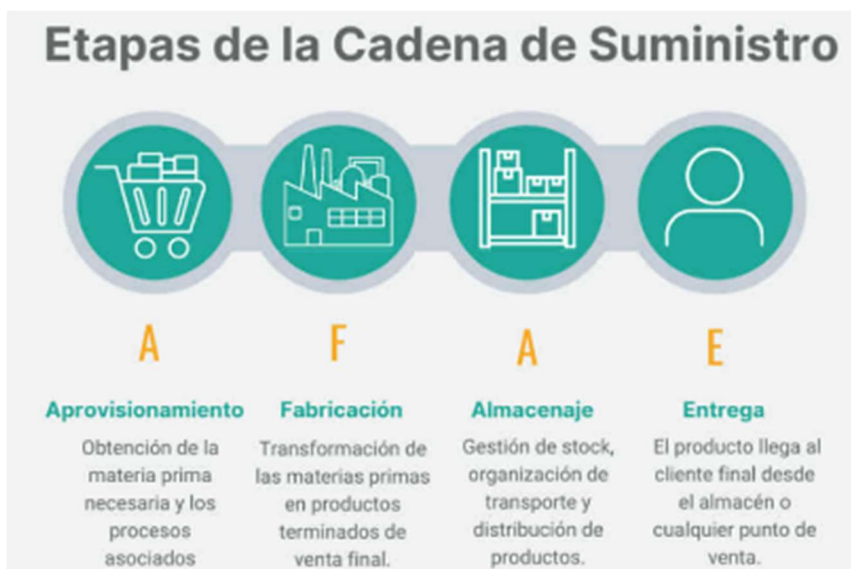 Etapas de la Cadena de Suministro
A
F
A
E
Aprovisionamiento
Obtención de la
materia prima
necesaria y los
procesos
asociados
Fabricación
Transformación de
las materias primas
en productos
terminados de
venta final.
Almacenaje
Gestión de stock,
organización de
transporte y
distribución de
productos.
Entrega
El producto llega al
cliente final desde
el almacén o
cualquier punto de
venta.